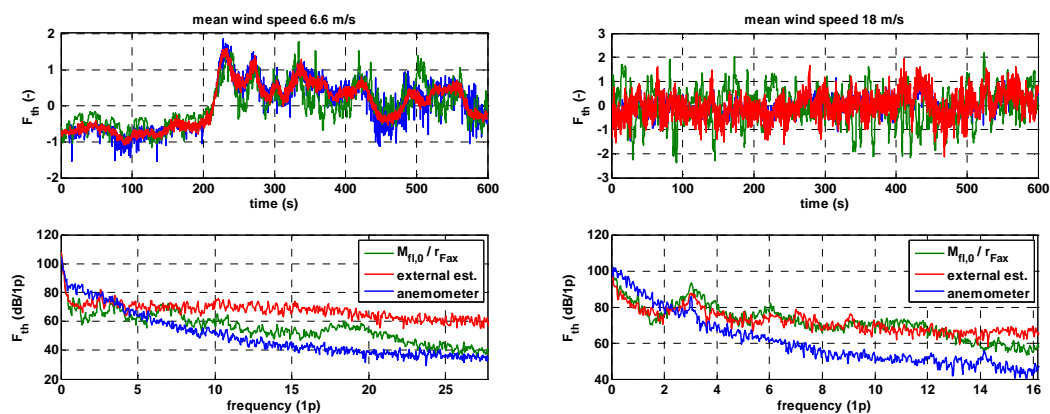 mean wind speed 6.6 m/s
F_th (-)
2
1
0
-1
-2
0 100 200 300 400 500 600
time (s)
mean wind speed 18 m/s
F_th (-)
3
2
1
0
-1
-2
-3
0 100 200 300 400 500 600
time (s)
F_th (dB/1p)
120
100
80
60
40
20
0 5 10 15 20 25
frequency (1p)
M_fl,0 / r_Fax
external est.
anemometer
F_th (dB/1p)
120
100
80
60
40
0 2 4 6 8 10 12 14 16
frequency (1p)
M_fl,0 / r_Fax
external est.
anemometer